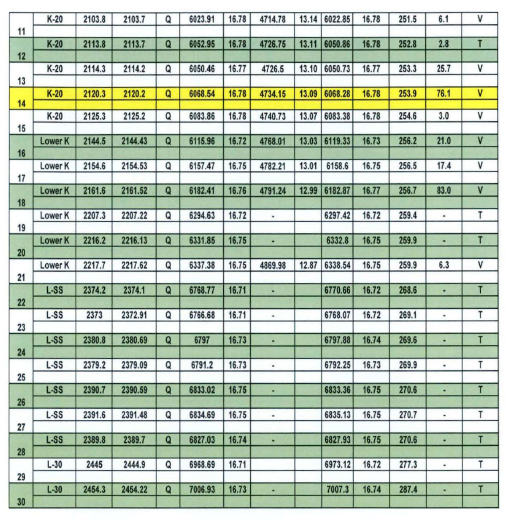 K-20 2103.8 2103.7 Q 6023.91 16.78 4714.78 13.14 6022.85 16.78 251.5 6.1 V
11
K-20 2113.8 2113.7 Q 6052.95 16.78 4726.75 13.11 6050.86 16.78 252.8 2.8 T
12
K-20 2114.3 2114.2 Q 6050.46 16.77 4726.5 13.10 6050.73 16.77 253.3 25.7 V
13
K-20 2120.3 2120.2 Q 6068.54 16.78 4734.15 13.09 6068.28 16.78 253.9 76.1 V
14
K-20 2125.3 2125.2 Q 6083.86 16.78 4740.73 13.07 6083.38 16.78 254.6 3.0 V
15
Lower K 2144.5 2144.43 Q 6115.96 16.72 4768.01 13.03 6119.33 16.73 256.2 21.0 V
16
Lower K 2154.6 2154.53 Q 6157.47 16.75 4782.21 13.01 6158.6 16.75 256.5 17.4 V
17
Lower K 2161.6 2161.52 Q 6182.41 16.76 4791.24 12.99 6182.87 16.77 256.7 83.0 V
18
Lower K 2207.3 2207.22 Q 6294.63 16.72 - 6297.42 16.72 259.4 - T
19
Lower K 2216.2 2216.13 Q 6331.85 16.75 - 6332.8 16.75 259.9 - T
20
Lower K 2217.7 2217.62 Q 6337.38 16.75 4869.98 12.87 6338.54 16.75 259.9 6.3 V
21
L-SS 2374.2 2374.1 Q 6768.77 16.71 - 6770.66 16.72 268.6 - T
22
L-SS 2373 2372.91 Q 6766.68 16.71 - 6768.07 16.72 269.1 - T
23
L-SS 2380.8 2380.69 Q 6797 16.73 - 6797.88 16.74 269.6 - T
24
L-SS 2379.2 2379.09 Q 6791.2 16.73 - 6792.25 16.73 269.9 - T
25
L-SS 2390.7 2390.59 Q 6833.02 16.75 - 6833.36 16.75 270.6 - T
26
L-SS 2391.6 2391.48 Q 6834.69 16.75 - 6835.13 16.75 270.7 - T
27
L-SS 2389.8 2389.7 Q 6827.03 16.74 - 6827.93 16.75 270.6 - T
28
L-30 2445 2444.9 Q 6968.69 16.71 6973.12 16.72 277.3 - T
29
L-30 2454.3 2454.22 Q 7006.93 16.73 - 7007.3 16.74 287.4 - T
30